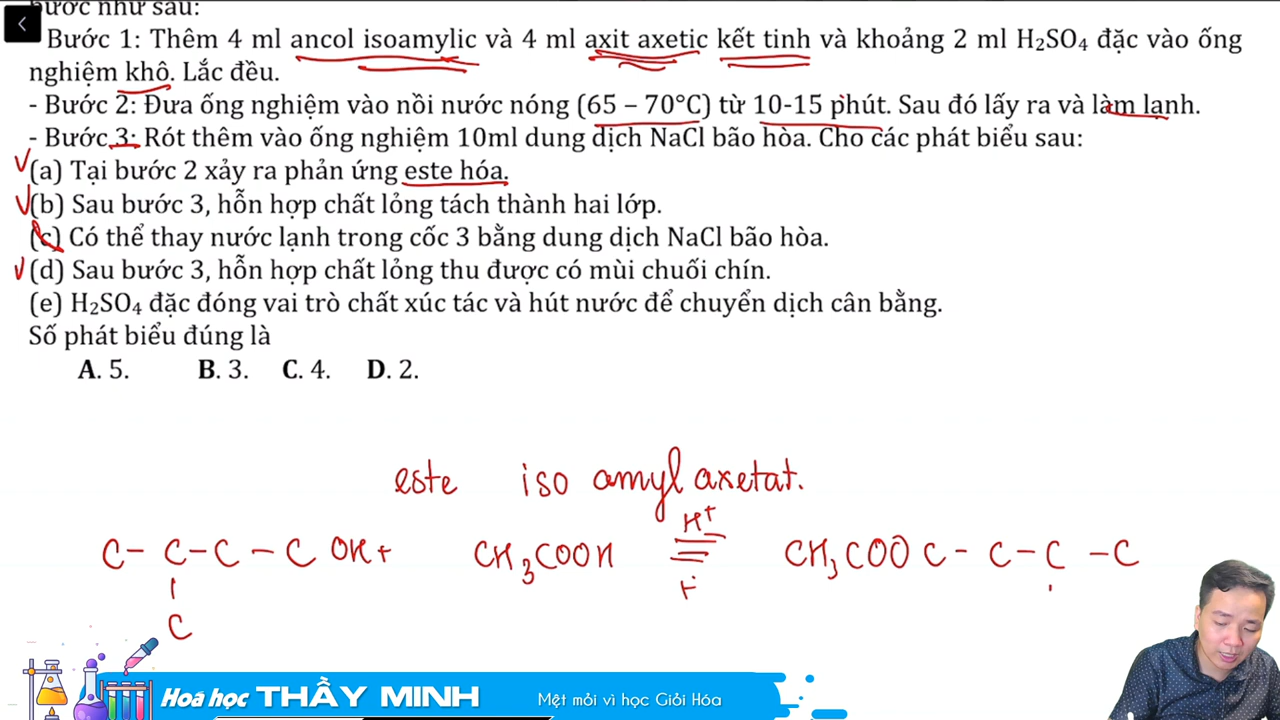 bước như sau:
Bước 1: Thêm 4 ml ancol isoamylic và 4 ml axit axetic kết tinh và khoảng 2 ml H₂SO₄ đặc vào ống
nghiệm khô. Lắc đều.
- Bước 2: Đưa ống nghiệm vào nồi nước nóng (65 – 70°C) từ 10-15 phút. Sau đó lấy ra và làm lạnh.
- Bước 3: Rót thêm vào ống nghiệm 10ml dung dịch NaCl bão hòa. Cho các phát biểu sau:
(a) Tại bước 2 xảy ra phản ứng este hóa.
(b) Sau bước 3, hỗn hợp chất lỏng tách thành hai lớp.
(c) Có thể thay nước lạnh trong cốc 3 bằng dung dịch NaCl bão hòa.
(d) Sau bước 3, hỗn hợp chất lỏng thu được có mùi chuối chín.
(e) H₂SO₄ đặc đóng vai trò chất xúc tác và hút nước để chuyển dịch cân bằng.
Số phát biểu đúng là
A. 5. B. 3. C. 4. D. 2.
este iso amyl axetat.
H⁺
C - C - C - C OH + CH₃COOH CH₃COO C - C - C - C
C
Hoá học THẦY MINH Mệt mỏi vì học Giỏi Hóa